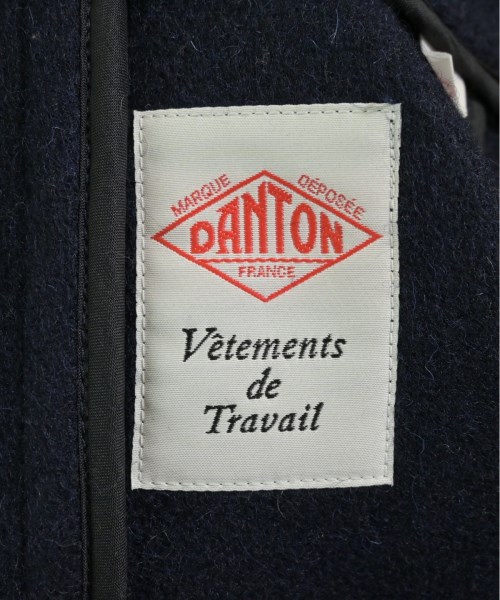 MARQUE DÉPOSÉE
DANTON
FRANCE
Vêtements
de
Travail